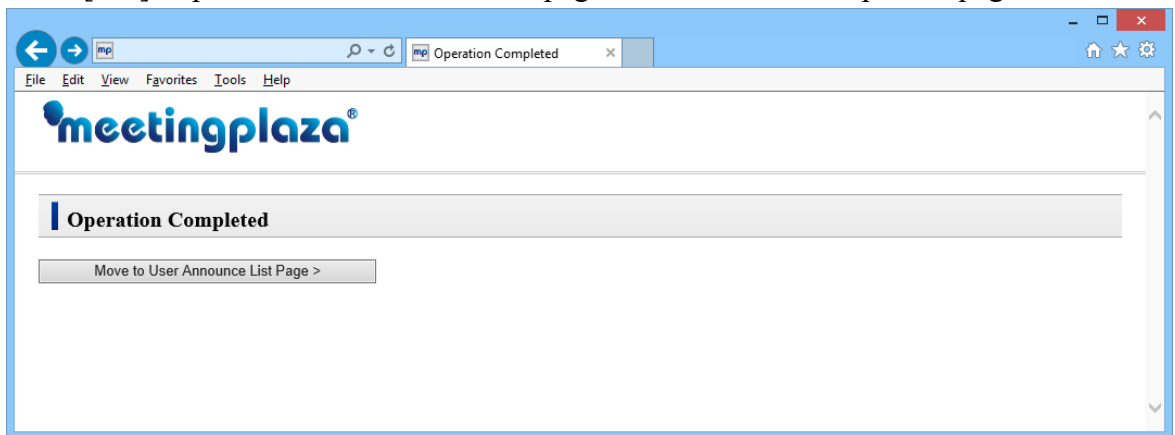 mp
mp Operation Completed
File Edit View Favorites Tools Help
meetingplaza®
Operation Completed
Move to User Announce List Page >